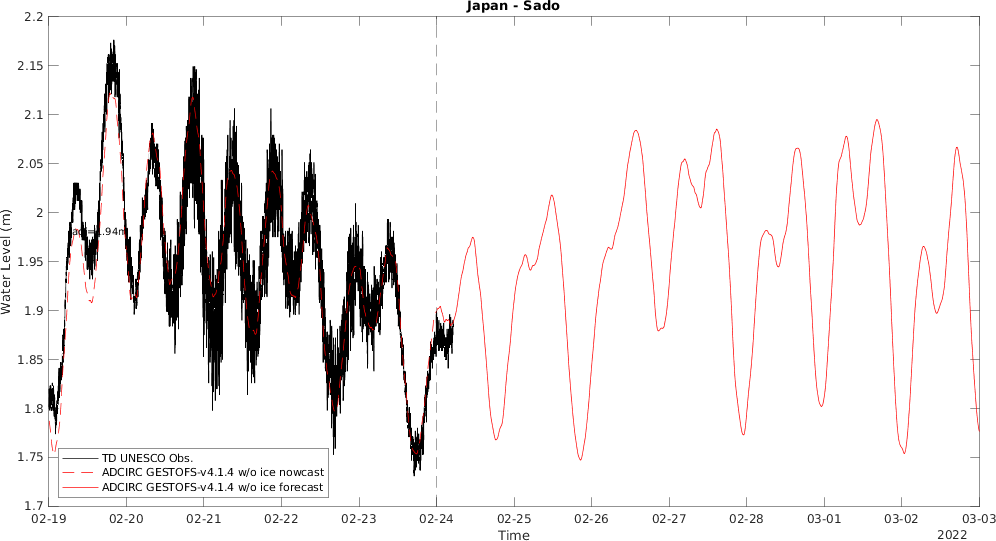 Japan - Sado
2.2
2.15
2.1
2.05
2
1.95
1.9
1.85
1.8
1.75
1.7
Water Level (m)
TD UNESCO Obs.
ADCIRC GESTOFS-v4.1.4 w/o ice nowcast
ADCIRC GESTOFS-v4.1.4 w/o ice forecast
02-19 02-20 02-21 02-22 02-23 02-24 02-25 02-26 02-27 02-28 03-01 03-02 03-03
Time
2022